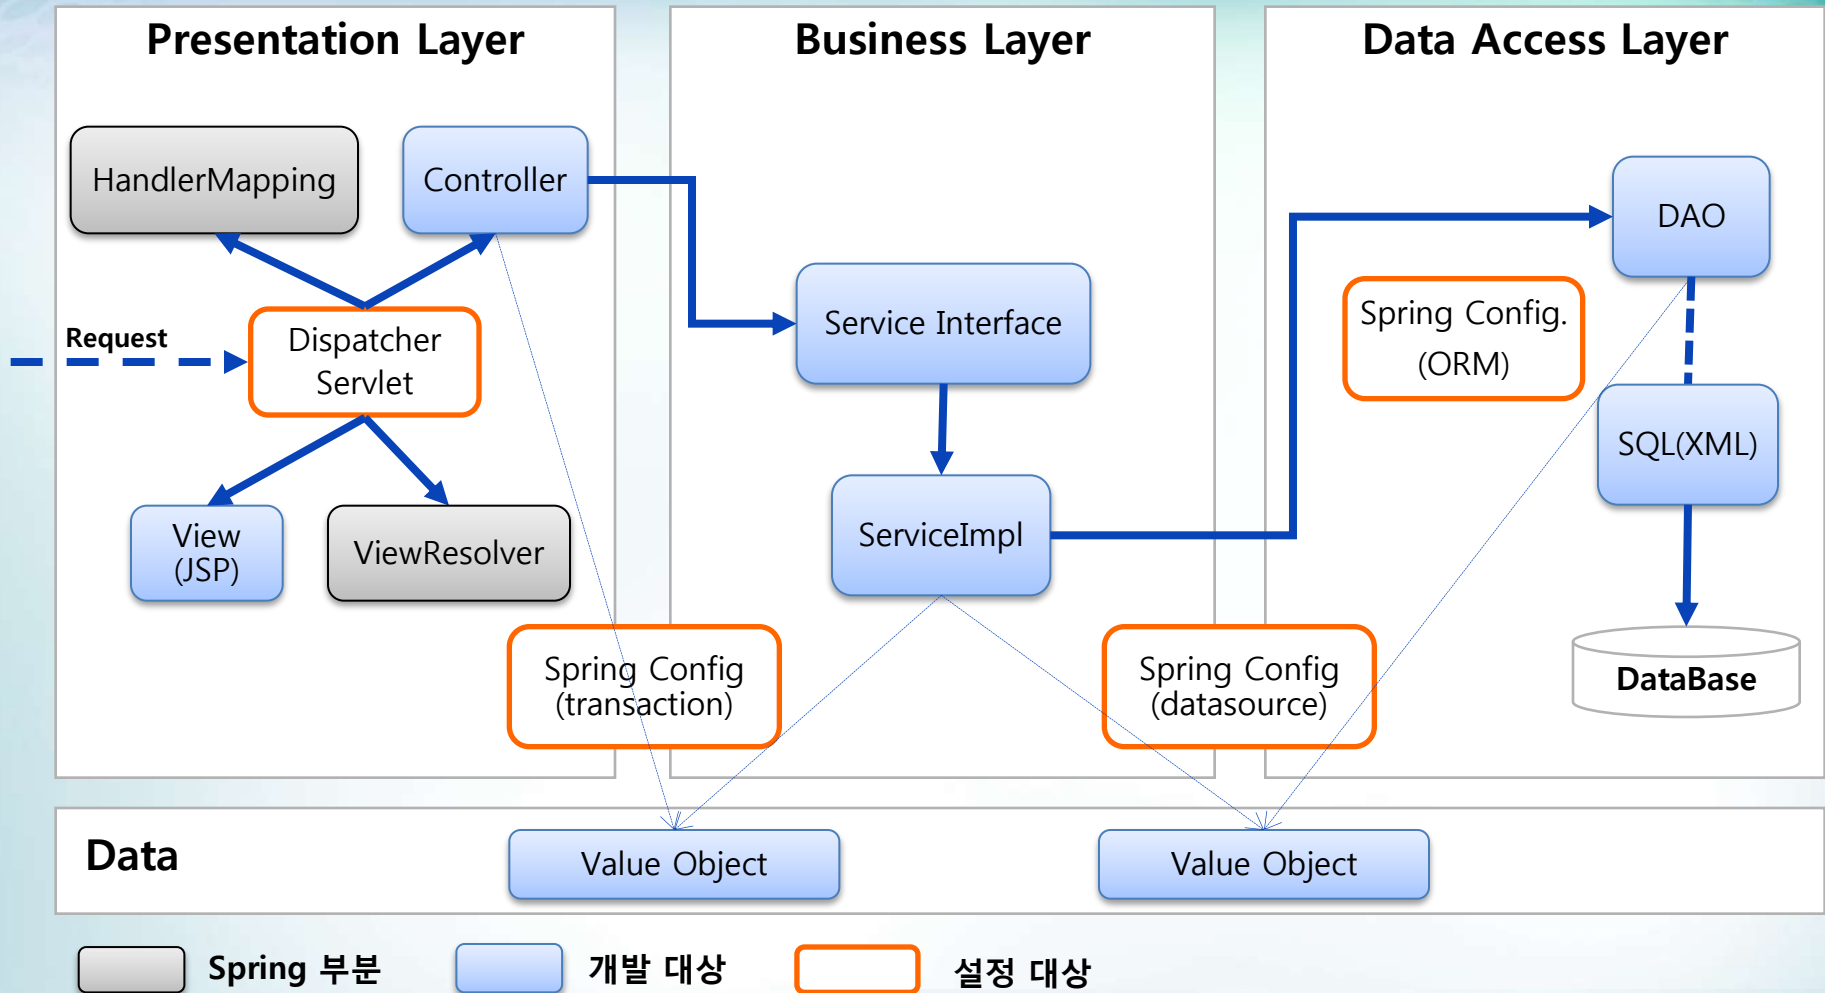 Presentation Layer
Business Layer
Data Access Layer
HandlerMapping
Controller
Request
Dispatcher
Servlet
View
(JSP)
ViewResolver
Service Interface
ServiceImpl
DAO
Spring Config.
(ORM)
SQL(XML)
DataBase
Spring Config
(transaction)
Spring Config
(datasource)
Data
Value Object
Value Object
Spring 부분
개발 대상
설정 대상